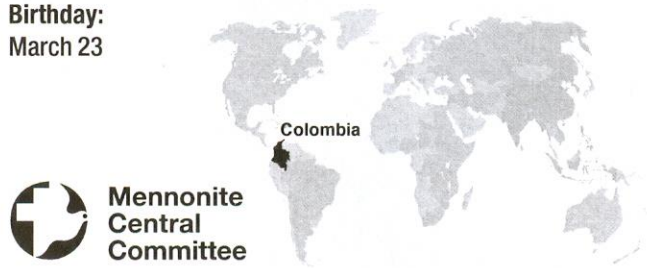 Birthday:
March 23
Colombia
Mennonite
Central
Committee